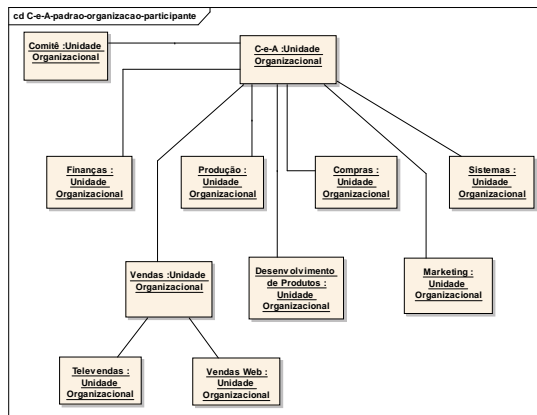 cd C-e-A-padrao-organizacao-participante
Comitê :Unidade
Organizacional
C-e-A :Unidade
Organizacional
Finanças :
Unidade
Organizacional
Produção :
Unidade
Organizacional
Compras :
Unidade
Organizacional
Sistemas :
Unidade
Organizacional
Vendas :Unidade
Organizacional
Desenvolvimento
de Produtos :
Unidade
Organizacional
Marketing :
Unidade
Organizacional
Televendas :
Unidade
Organizacional
Vendas Web :
Unidade
Organizacional